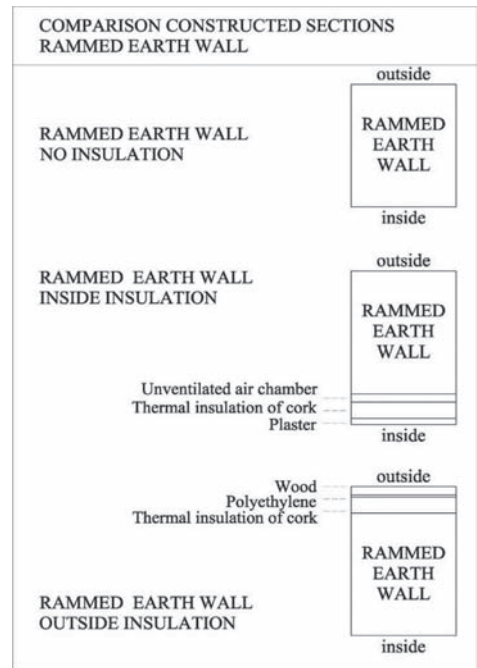 COMPARISON CONSTRUCTED SECTIONS
RAMMED EARTH WALL
outside
RAMMED EARTH WALL
NO INSULATION
RAMMED
EARTH
WALL
inside
outside
RAMMED EARTH WALL
INSIDE INSULATION
RAMMED
EARTH
WALL
Unventilated air chamber
Thermal insulation of cork
Plaster
inside
outside
Wood
Polyethylene
Thermal insulation of cork
RAMMED
EARTH
WALL
RAMMED EARTH WALL
OUTSIDE INSULATION
inside